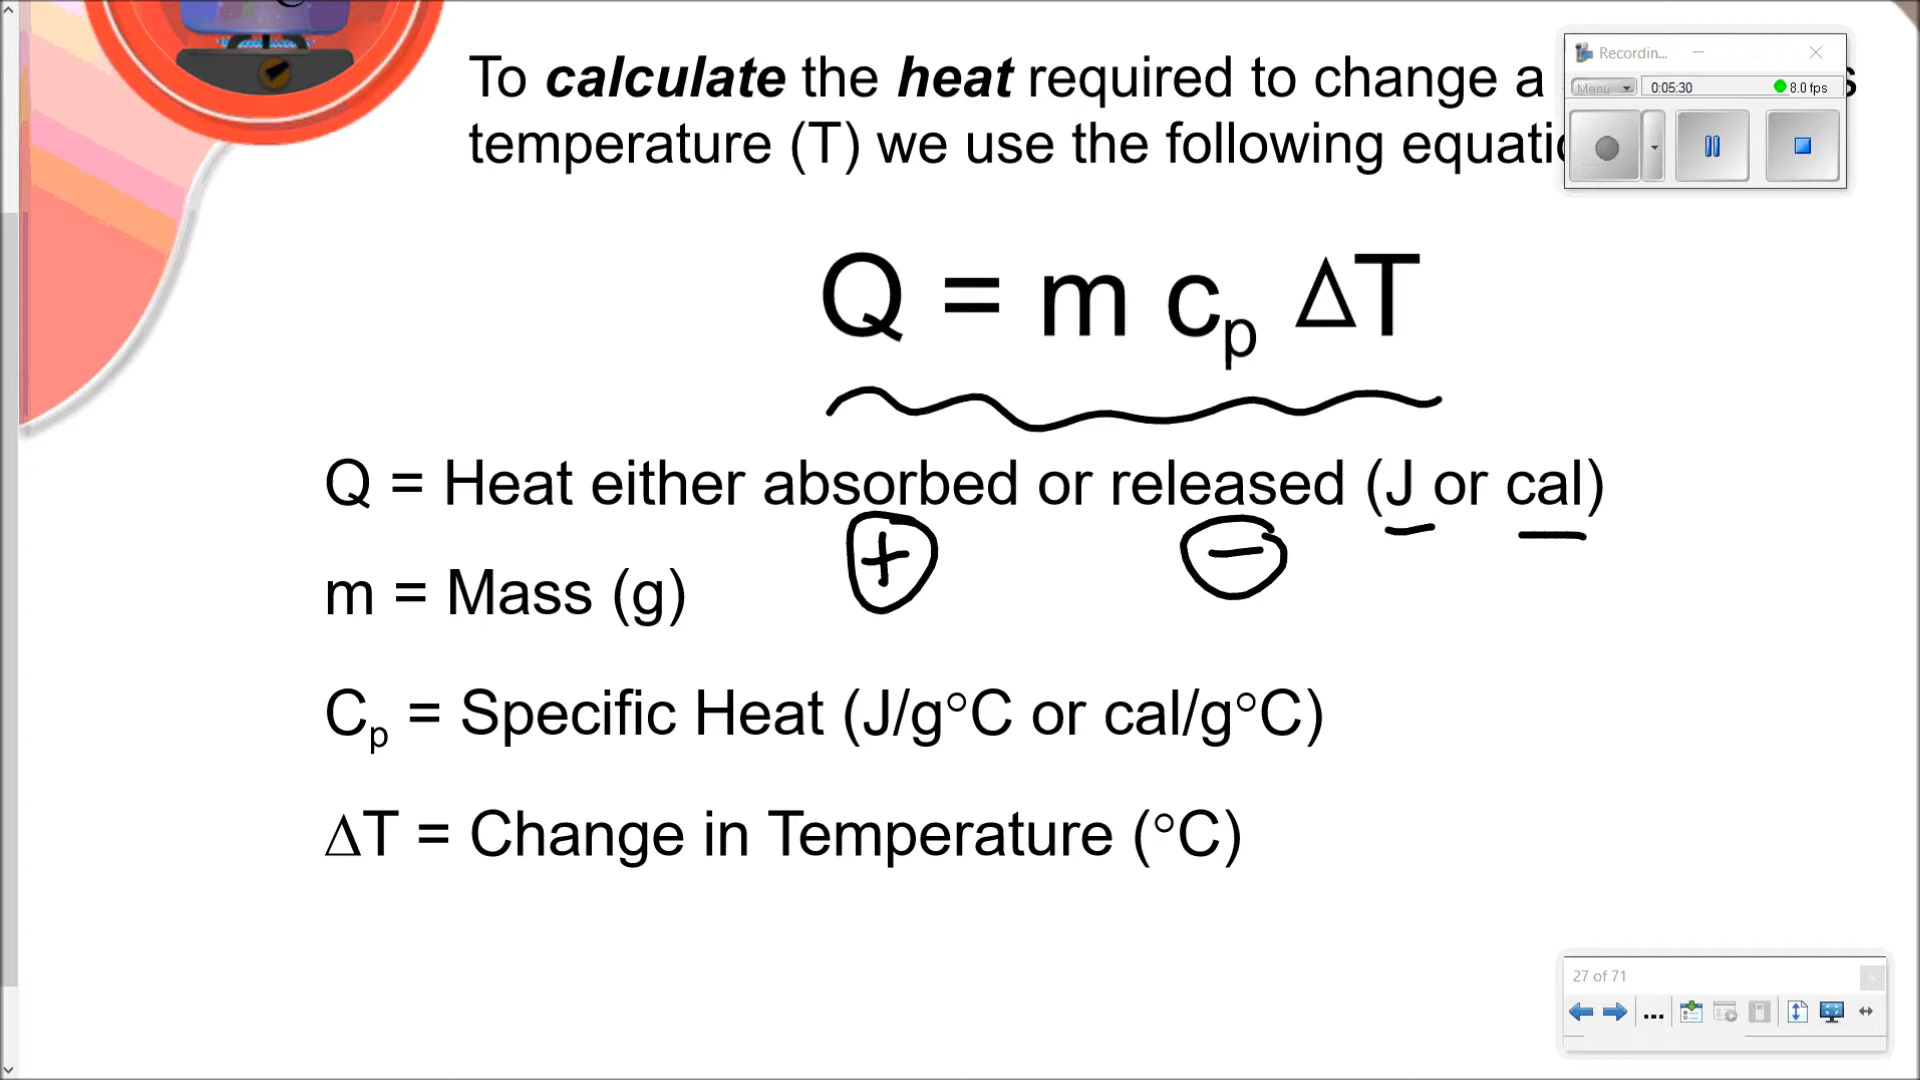 To calculate the heat required to change a
temperature (T) we use the following equati
Recordin...
Menu
0:05:30
8.0 fps
Q = m cₚ ΔT
Q = Heat either absorbed or released (J or cal)
+ −
m = Mass (g)
Cₚ = Specific Heat (J/g°C or cal/g°C)
ΔT = Change in Temperature (°C)
27 of 71